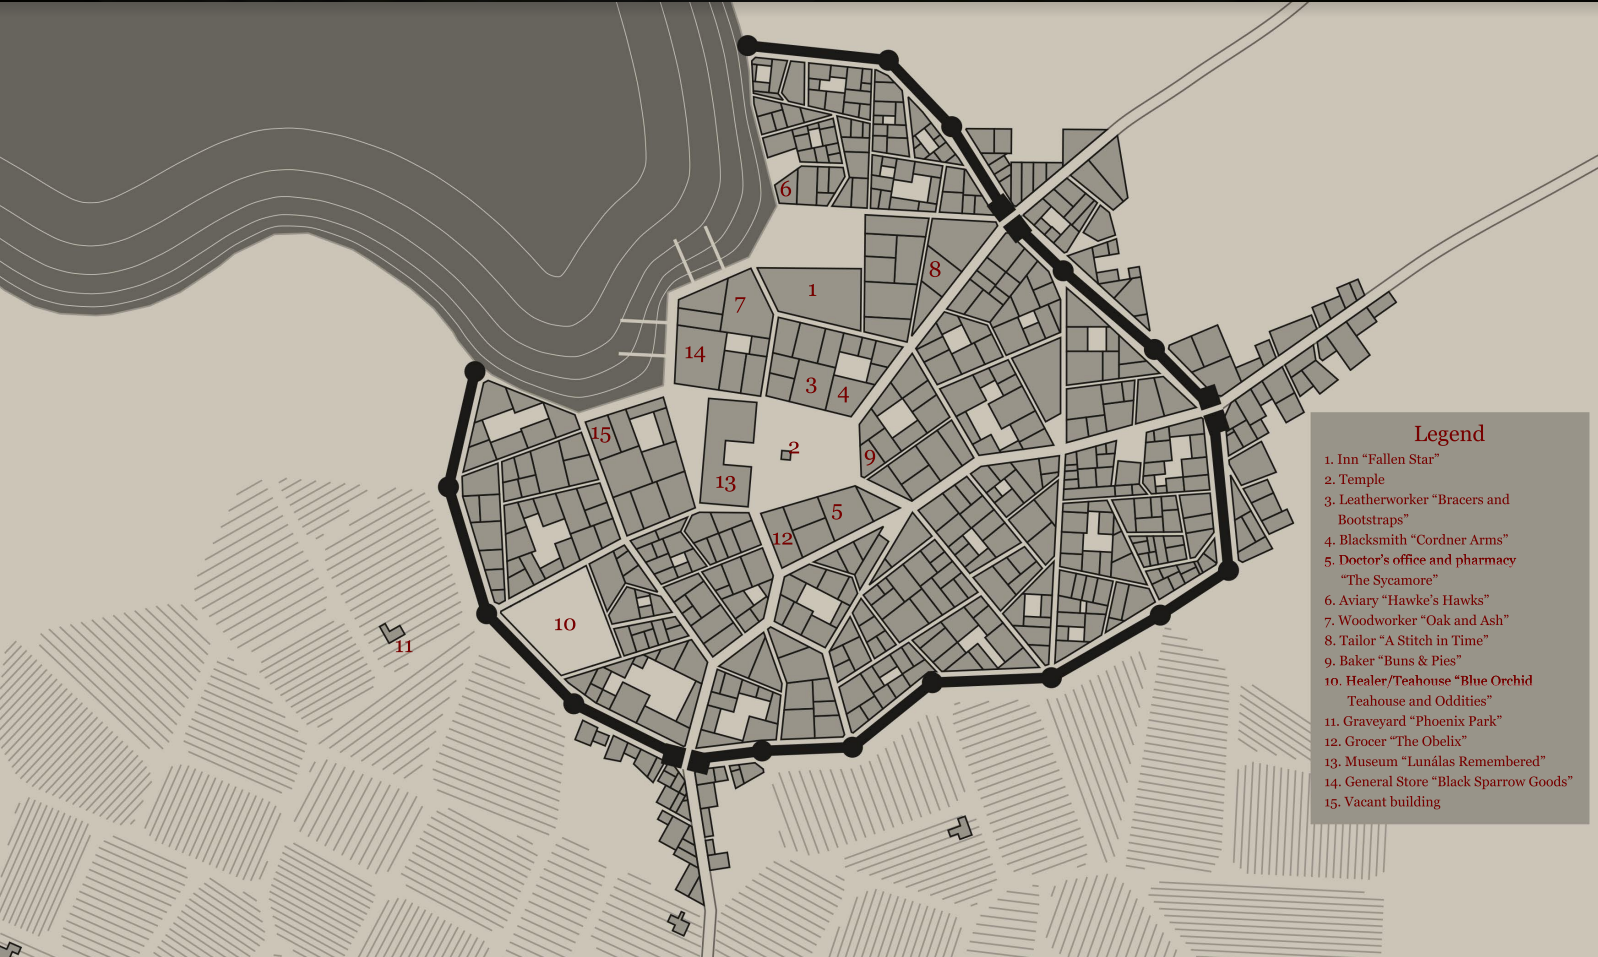 6
8
7
1
14
3
4
15
2
9
13
5
12
10
11
Legend
1. Inn “Fallen Star”
2. Temple
3. Leatherworker “Bracers and
Bootstraps”
4. Blacksmith “Cordner Arms”
5. Doctor’s office and pharmacy
“The Sycamore”
6. Aviary “Hawke’s Hawks”
7. Woodworker “Oak and Ash”
8. Tailor “A Stitch in Time”
9. Baker “Buns & Pies”
10. Healer/Teahouse “Blue Orchid
Teahouse and Oddities”
11. Graveyard “Phoenix Park”
12. Grocer “The Obelix”
13. Museum “Lunálas Remembered”
14. General Store “Black Sparrow Goods”
15. Vacant building